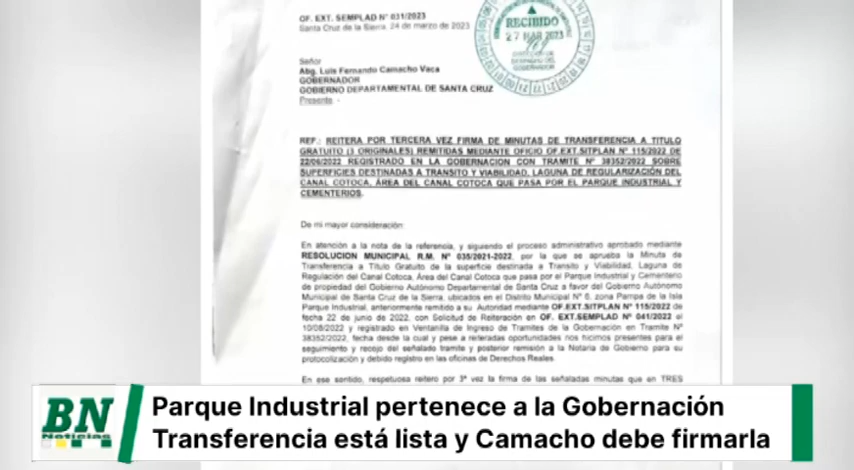 OF. EXT. SEMPLAD Nº 031/2023
Santa Cruz de la Sierra, 24 de marzo de 2023
RECIBIDO
27 MAR 2023
Señor
Abg. Luis Fernando Camacho Vaca
GOBERNADOR
GOBIERNO DEPARTAMENTAL DE SANTA CRUZ
Presente -
REF.: REITERA POR TERCERA VEZ FIRMA DE MINUTAS DE TRANSFERENCIA A TITULO
GRATUITO (3 ORIGINALES) REMITIDAS MEDIANTE OFICIO OF.EXT.SITPLAN Nº 115/2022 DE
22/06/2022 REGISTRADO EN LA GOBERNACION CON TRAMITE Nº 38352/2022 SOBRE
SUPERFICIES DESTINADAS A TRANSITO Y VIABILIDAD, LAGUNA DE REGULARIZACIÓN DEL
CANAL COTOCA, ÁREA DEL CANAL COTOCA QUE PASA POR EL PARQUE INDUSTRIAL Y
CEMENTERIOS.
De mi mayor consideración:
En atención a la nota de la referencia, y siguiendo el proceso administrativo aprobado mediante
RESOLUCION MUNICIPAL R.M. Nº 035/2021-2022, por la que se aprueba la Minuta de
Transferencia a Título Gratuito de la superficie destinada a Transito y Viabilidad, Laguna de
Regulación del Canal Cotoca, Área del Canal Cotoca que pasa por el Parque Industrial y Cementerio
de propiedad del Gobierno Autónomo Departamental de Santa Cruz a favor del Gobierno Autónomo
Municipal de Santa Cruz de la Sierra, ubicados en el Distrito Municipal Nº 6, zona Pampa de la Isla
Parque Industrial, anteriormente remitido a su Autoridad mediante OF.EXT.SITPLAN Nº 115/2022 de
fecha 22 de junio de 2022, con Solicitud de Reiteración en OF. EXT. SEMPLAD Nº 041/2022 el
10/08/2022 y registrado en Ventanilla de Ingreso de Tramites de la Gobernación en Tramite Nº
38352/2022, fecha desde la cual y pese a reiteradas oportunidades nos hicimos presentes para el
seguimiento y recojo del señalado tramite y posterior remisión a la Notaria de Gobierno para su
protocolización y debido registro en las oficinas de Derechos Reales.
En ese sentido, respetuosa reitero por 3ª vez la firma de las señaladas minutas que en TRES
BN
Noticias
Parque Industrial pertenece a la Gobernación
Transferencia está lista y Camacho debe firmarla